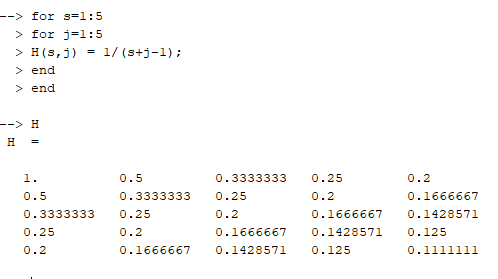 --> for s=1:5
> for j=1:5
> H(s,j) = 1/(s+j-1);
> end
> end
--> H
H =
1. 0.5 0.3333333 0.25 0.2
0.5 0.3333333 0.25 0.2 0.1666667
0.3333333 0.25 0.2 0.1666667 0.1428571
0.25 0.2 0.1666667 0.1428571 0.125
0.2 0.1666667 0.1428571 0.125 0.1111111